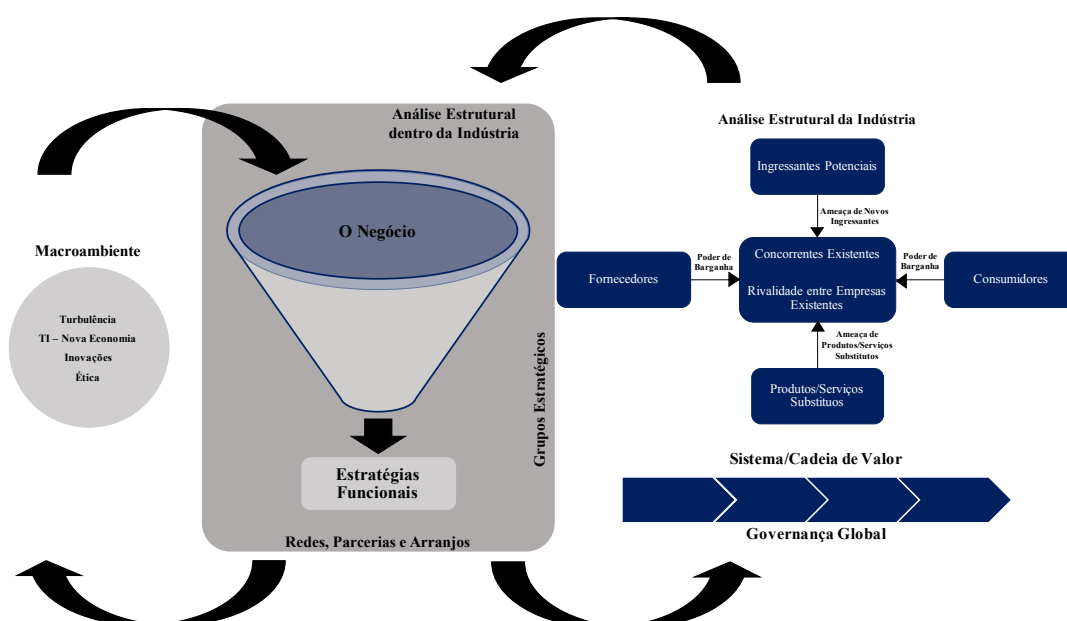 Macroambiente
Turbulência
TI – Nova Economia
Inovações
Ética
Análise Estrutural
dentro da Indústria
O Negócio
Estratégias
Funcionais
Grupos Estratégicos
Redes, Parcerias e Arranjos
Análise Estrutural da Indústria
Ingressantes Potenciais
Ameaça de Novos
Ingressantes
Fornecedores
Poder de
Barganha
Concorrentes Existentes
Rivalidade entre Empresas
Existentes
Poder de
Barganha
Consumidores
Ameaça de
Produtos/Serviços
Substitutos
Produtos/Serviços
Substituos
Sistema/Cadeia de Valor
Governança Global